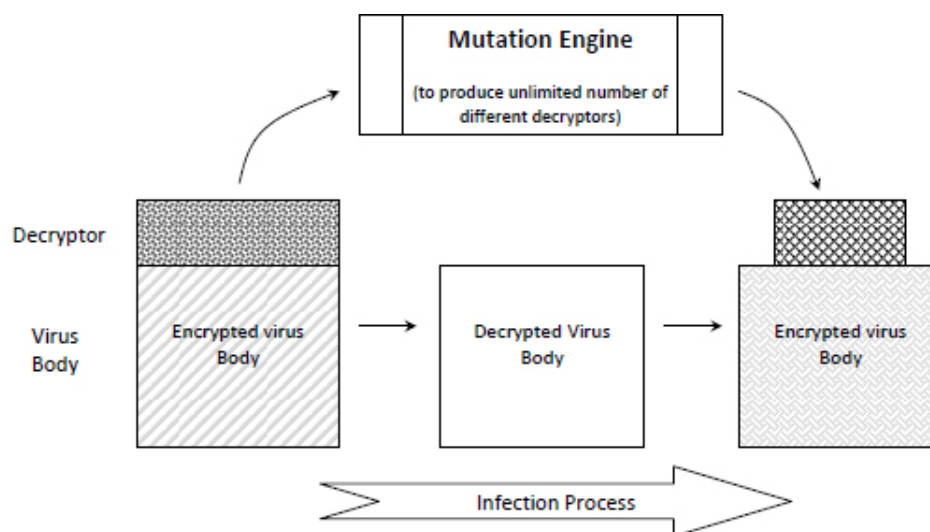 Mutation Engine
(to produce unlimited number of
different decryptors)
Decryptor
Virus
Body
Encrypted virus
Body
Decrypted Virus
Body
Encrypted virus
Body
Infection Process